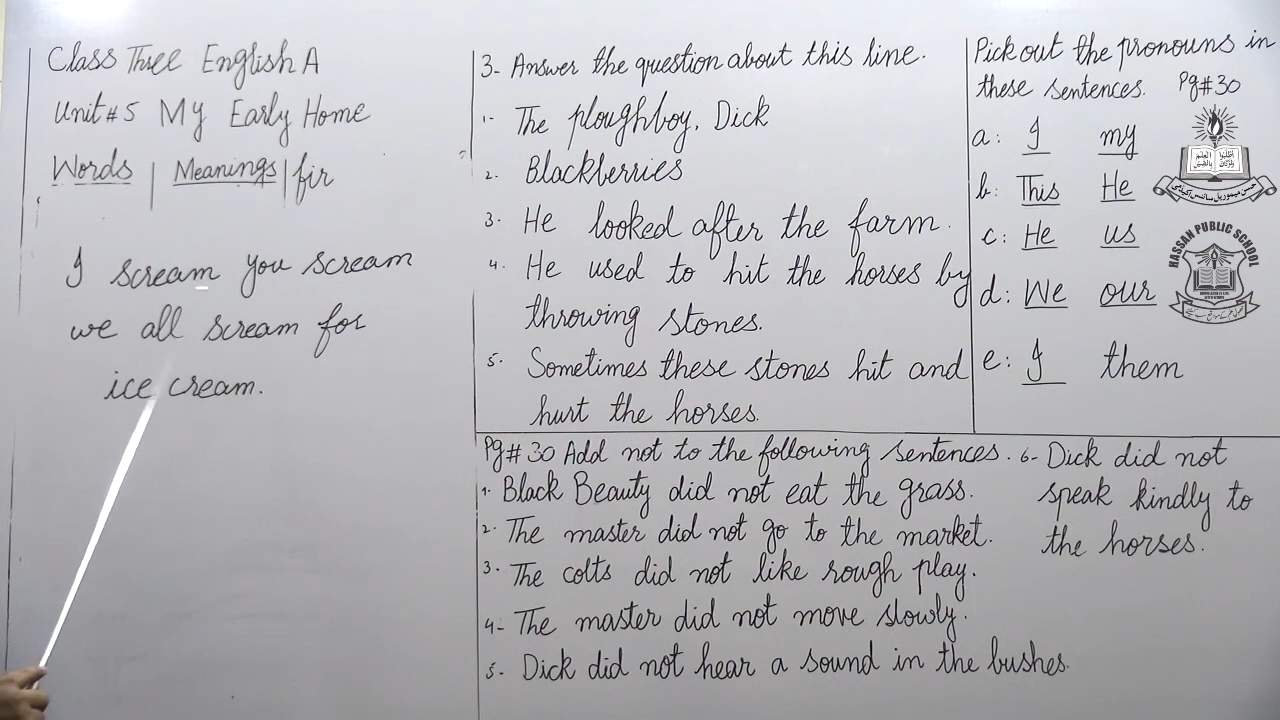 Class Three English A
Unit # 5 My Early Home
Words | Meanings | fir
I scream you scream
we all scream for
ice cream.
3- Answer the question about this line.
1- The ploughboy, Dick
2. Blackberries
3. He looked after the farm.
4. He used to hit the horses by
throwing stones.
5. Sometimes these stones hit and
hurt the horses.
Pick out the pronouns in
these sentences. Pg # 30
a: I my
b: This He
c: He us
d: We our
e: I them
Pg # 30 Add not to the following sentences.
1. Black Beauty did not eat the grass.
2. The master did not go to the market.
3. The colts did not like rough play.
4- The master did not move slowly.
5- Dick did not hear a sound in the bushes.
6- Dick did not
speak kindly to
the horses.
HASSAN PUBLIC SCHOOL